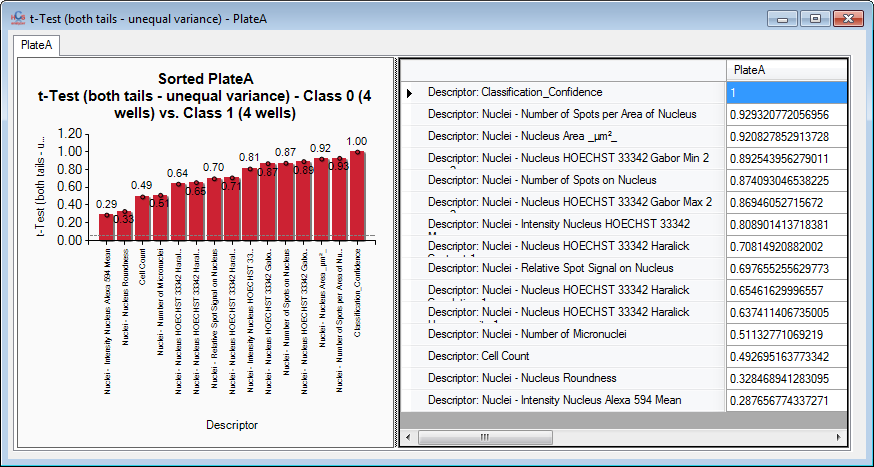 t-Test (both tails - unequal variance) - PlateA
PlateA
Sorted PlateA
t-Test (both tails - unequal variance) - Class 0 (4
wells) vs. Class 1 (4 wells)
t-Test (both tails - u...
1.20
1.00
0.80
0.60
0.40
0.20
0.00
0.29
0.33
0.49
0.51
0.64
0.65
0.70
0.71
0.81
0.87
0.87
0.89
0.92
0.93
1.00
Nuclei - Intensity Nucleus Alexa 594 Mean
Nuclei - Nucleus Roundness
Cell Count
Nuclei - Number of Micronuclei
Nuclei - Nucleus HOECHST 33342 Haral...
Nuclei - Nucleus HOECHST 33342 Haral...
Nuclei - Relative Spot Signal on Nucleus
Nuclei - Nucleus HOECHST 33342 Haral...
Nuclei - Intensity Nucleus HOECHST 33...
Nuclei - Nucleus HOECHST 33342 Gabo...
Nuclei - Number of Spots on Nucleus
Nuclei - Nucleus HOECHST 33342 Gabo...
Nuclei - Nucleus Area _µm²_
Nuclei - Number of Spots per Area of Nu...
Classification_Confidence
Descriptor
PlateA
Descriptor: Classification_Confidence 1
Descriptor: Nuclei - Number of Spots per Area of Nucleus 0.929320772056956
Descriptor: Nuclei - Nucleus Area _µm²_ 0.920827852913728
Descriptor: Nuclei - Nucleus HOECHST 33342 Gabor Min 2 0.892543956279011
Descriptor: Nuclei - Number of Spots on Nucleus 0.874093046538225
Descriptor: Nuclei - Nucleus HOECHST 33342 Gabor Max 2 0.86946052715672
Descriptor: Nuclei - Intensity Nucleus HOECHST 33342 0.808901413718381
Descriptor: Nuclei - Nucleus HOECHST 33342 Haralick 0.70814920882002
Descriptor: Nuclei - Relative Spot Signal on Nucleus 0.697655255629773
Descriptor: Nuclei - Nucleus HOECHST 33342 Haralick 0.65461629996557
Descriptor: Nuclei - Nucleus HOECHST 33342 Haralick 0.637411406735005
Descriptor: Nuclei - Number of Micronuclei 0.51132771069219
Descriptor: Cell Count 0.492695163773342
Descriptor: Nuclei - Nucleus Roundness 0.328468941283095
Descriptor: Nuclei - Intensity Nucleus Alexa 594 Mean 0.287656774337271